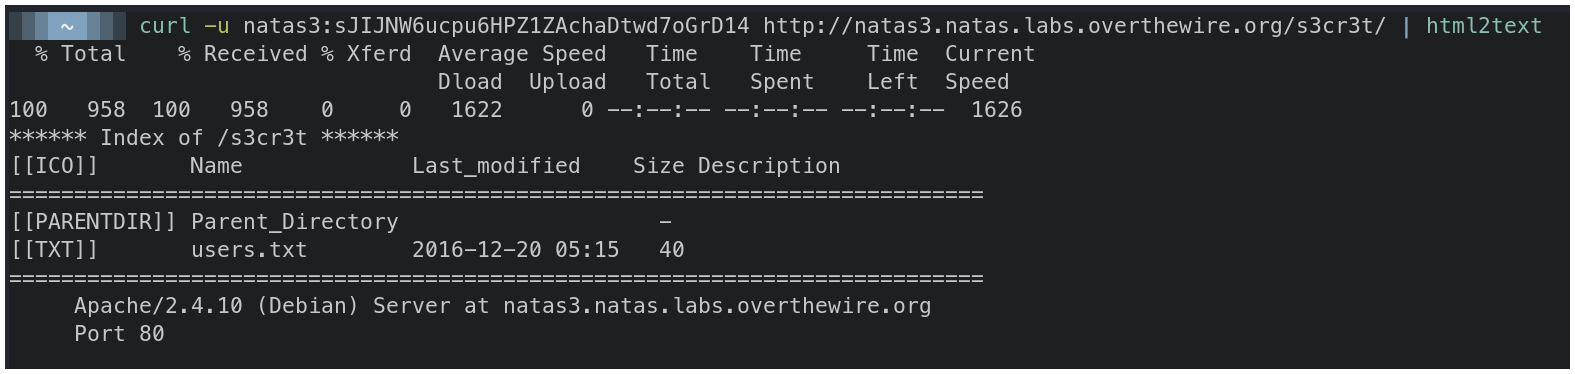 ~ curl -u natas3:sJIJNW6ucpu6HPZ1ZAchaDtwd7oGrD14 http://natas3.natas.labs.overthewire.org/s3cr3t/ | html2text
  % Total    % Received % Xferd  Average Speed   Time    Time     Time  Current
                                 Dload  Upload   Total   Spent    Left  Speed
100   958  100   958    0     0   1622      0 --:--:-- --:--:-- --:--:--  1626
****** Index of /s3cr3t ******
[[ICO]]       Name             Last_modified    Size Description
===========================================================================
[[PARENTDIR]] Parent_Directory                    -
[[TXT]]       users.txt        2016-12-20 05:15   40
===========================================================================
     Apache/2.4.10 (Debian) Server at natas3.natas.labs.overthewire.org
     Port 80